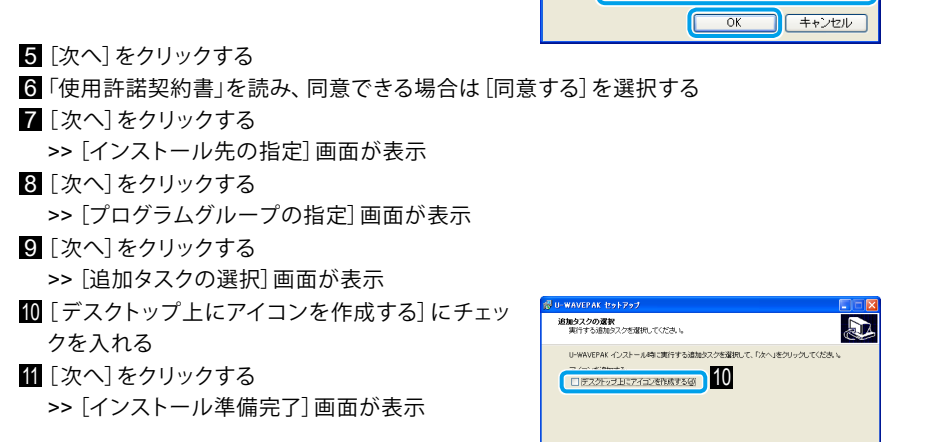 OK
キャンセル
5 [次へ]をクリックする
6 「使用許諾契約書」を読み、同意できる場合は[同意する]を選択する
7 [次へ]をクリックする
>> [インストール先の指定]画面が表示
8 [次へ]をクリックする
>> [プログラムグループの指定]画面が表示
9 [次へ]をクリックする
>> [追加タスクの選択]画面が表示
10 [デスクトップ上にアイコンを作成する]にチェッ
クを入れる
11 [次へ]をクリックする
>> [インストール準備完了]画面が表示
U-WAVEPAK セットアップ
追加タスクの選択
実行する追加タスクを選択してください。
U-WAVEPAK インストール時に実行する追加タスクを選択して、「次へ」をクリックしてください。
デスクトップ上にアイコンを作成する(d)
10